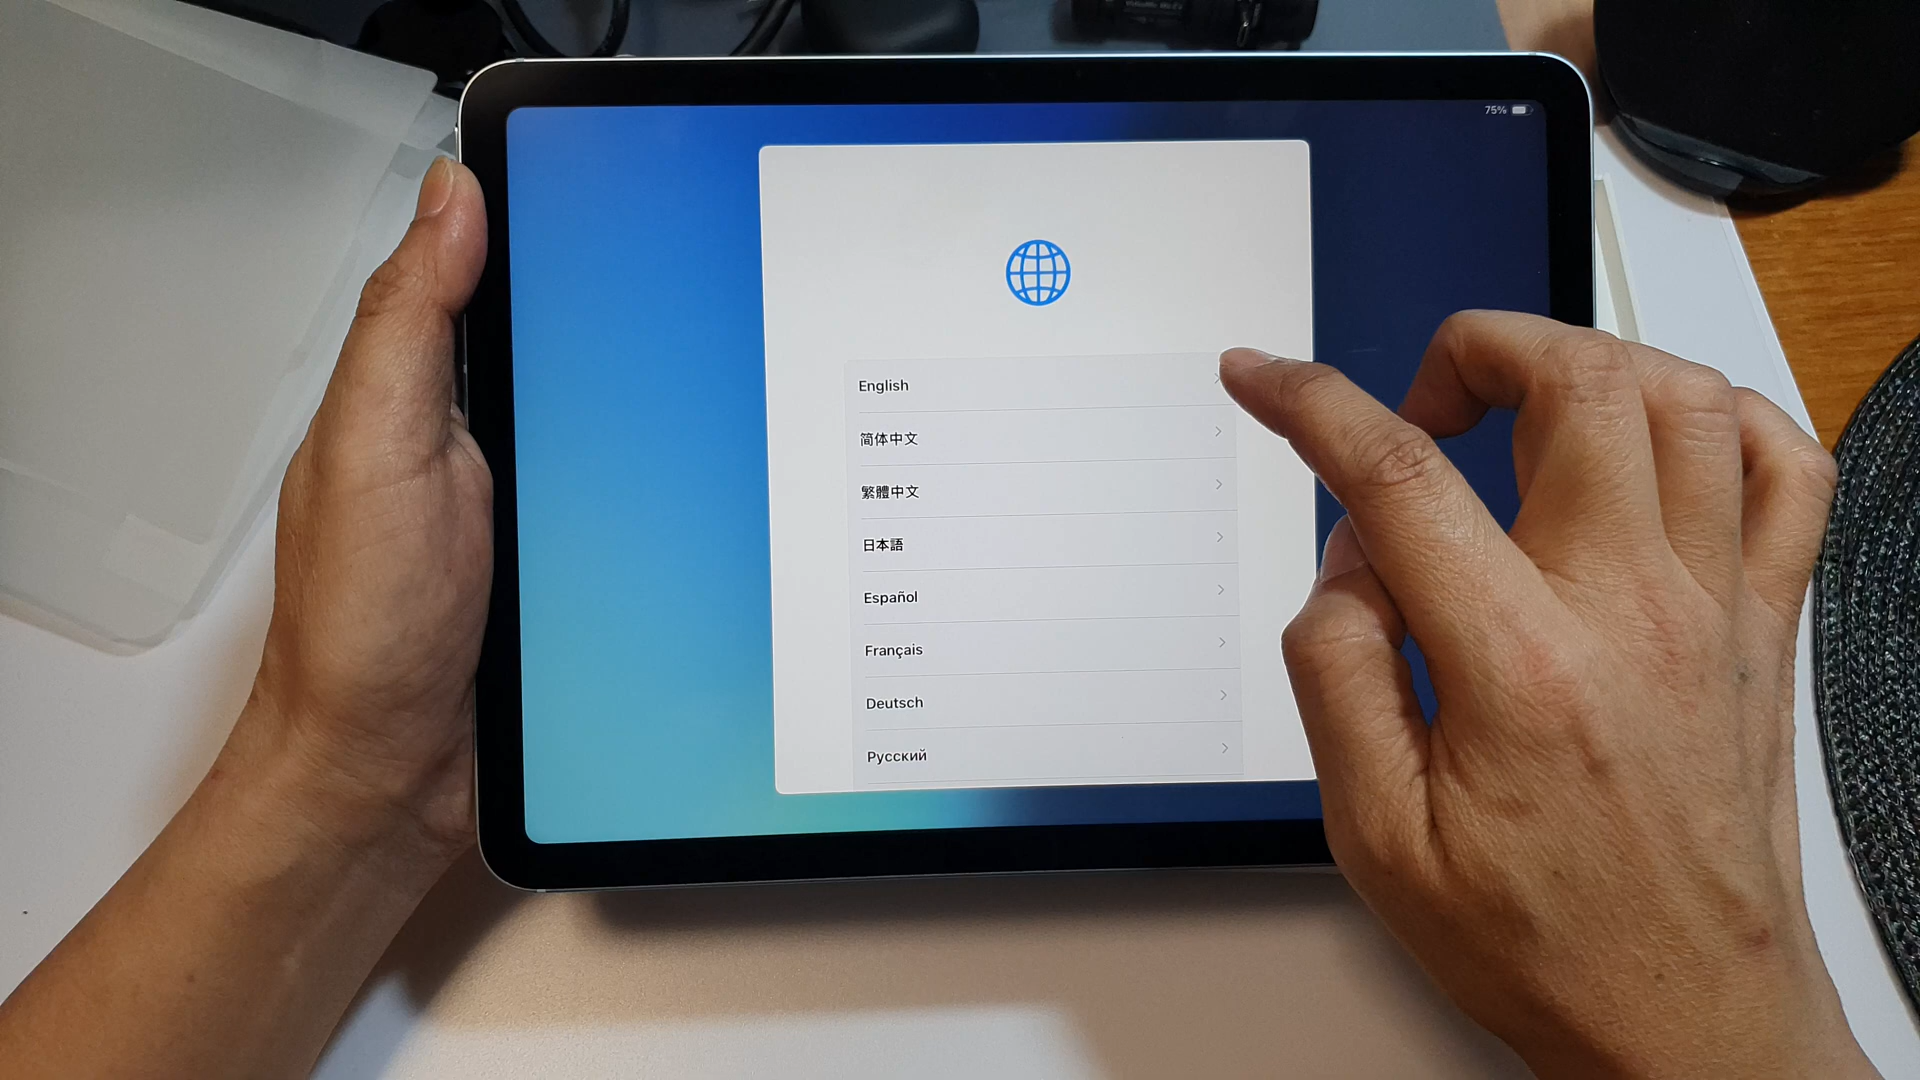 75%
English
简体中文
繁體中文
日本語
Español
Français
Deutsch
Русский